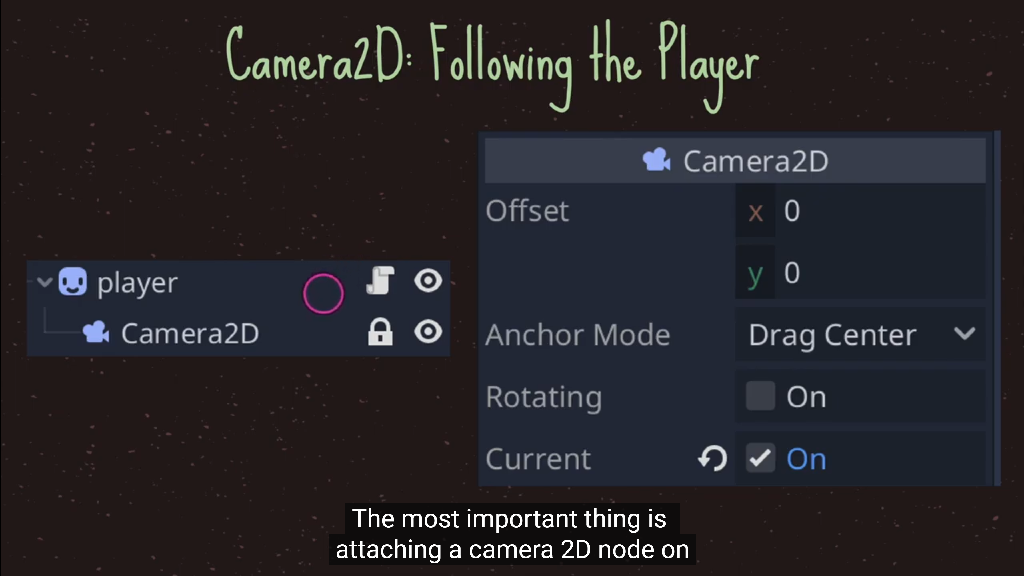 Camera2D: Following the Player
player
Camera2D
Camera2D
Offset x 0
y 0
Anchor Mode Drag Center
Rotating On
Current On
The most important thing is
attaching a camera 2D node on